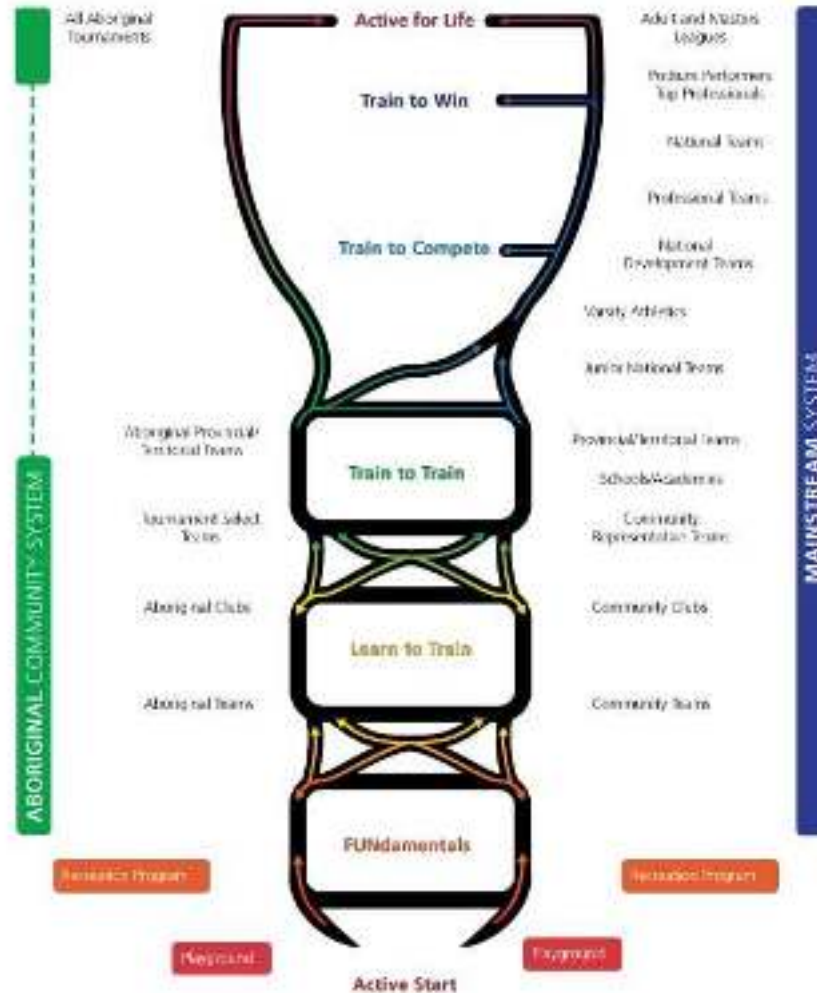 All Aboriginal
Tournaments
Active for Life
Adult and Masters
Leagues
Train to Win
Podium Performers
Top Professionals
National Teams
Professional Teams
Train to Compete
National
Development Teams
Varsity Athletics
Junior National Teams
Aboriginal Provincial/
Territorial Teams
Train to Train
Provincial/Territorial Teams
Schools/Academies
Tournament Select
Teams
Community
Representative Teams
Aboriginal Clubs
Learn to Train
Community Clubs
Aboriginal Teams
Community Teams
FUNdamentals
Recreation Program
Recreation Program
Playground
Playground
Active Start
ABORIGINAL COMMUNITY SYSTEM
MAINSTREAM SYSTEM